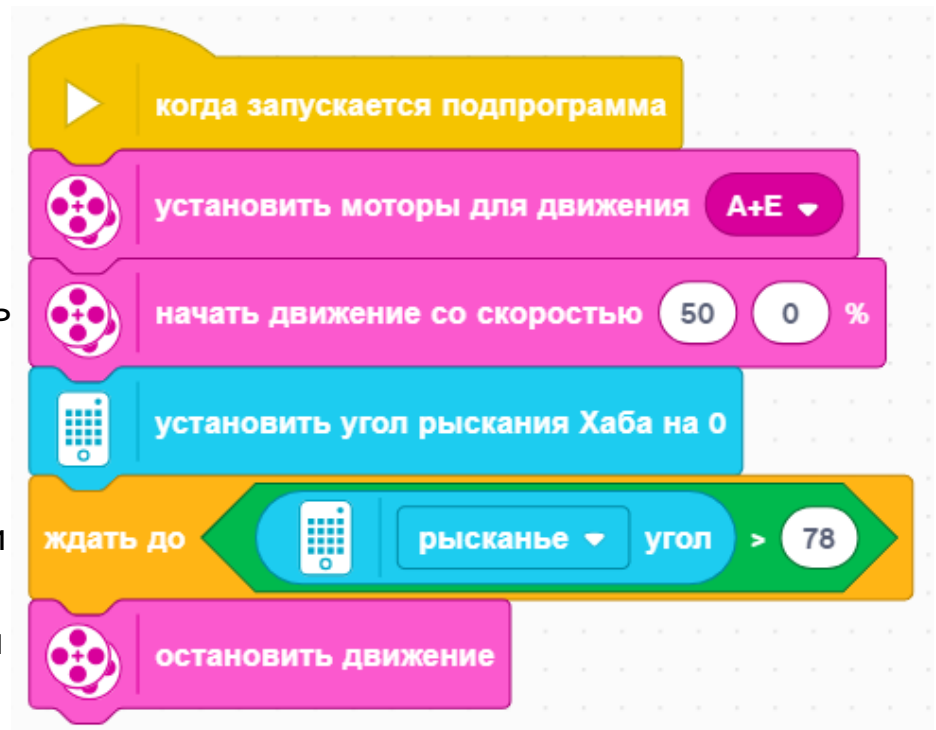 когда запускается подпрограмма
установить моторы для движения A+E
начать движение со скоростью 50 0 %
установить угол рыскания Хаба на 0
ждать до рысканье угол > 78
остановить движение